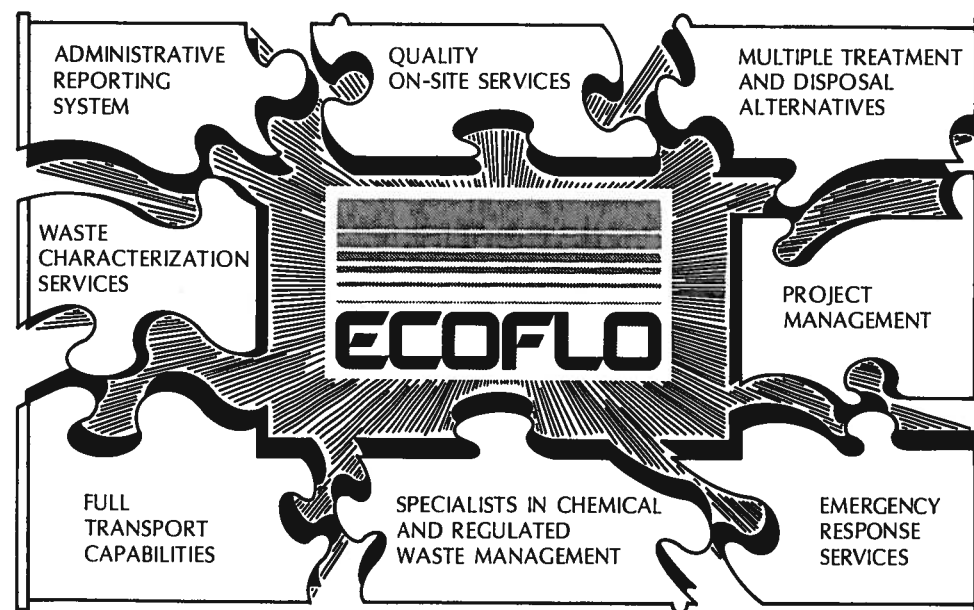 ADMINISTRATIVE
REPORTING
SYSTEM
QUALITY
ON-SITE SERVICES
MULTIPLE TREATMENT
AND DISPOSAL
ALTERNATIVES
WASTE
CHARACTERIZATION
SERVICES
ECOFLO
PROJECT
MANAGEMENT
FULL
TRANSPORT
CAPABILITIES
SPECIALISTS IN CHEMICAL
AND REGULATED
WASTE MANAGEMENT
EMERGENCY
RESPONSE
SERVICES